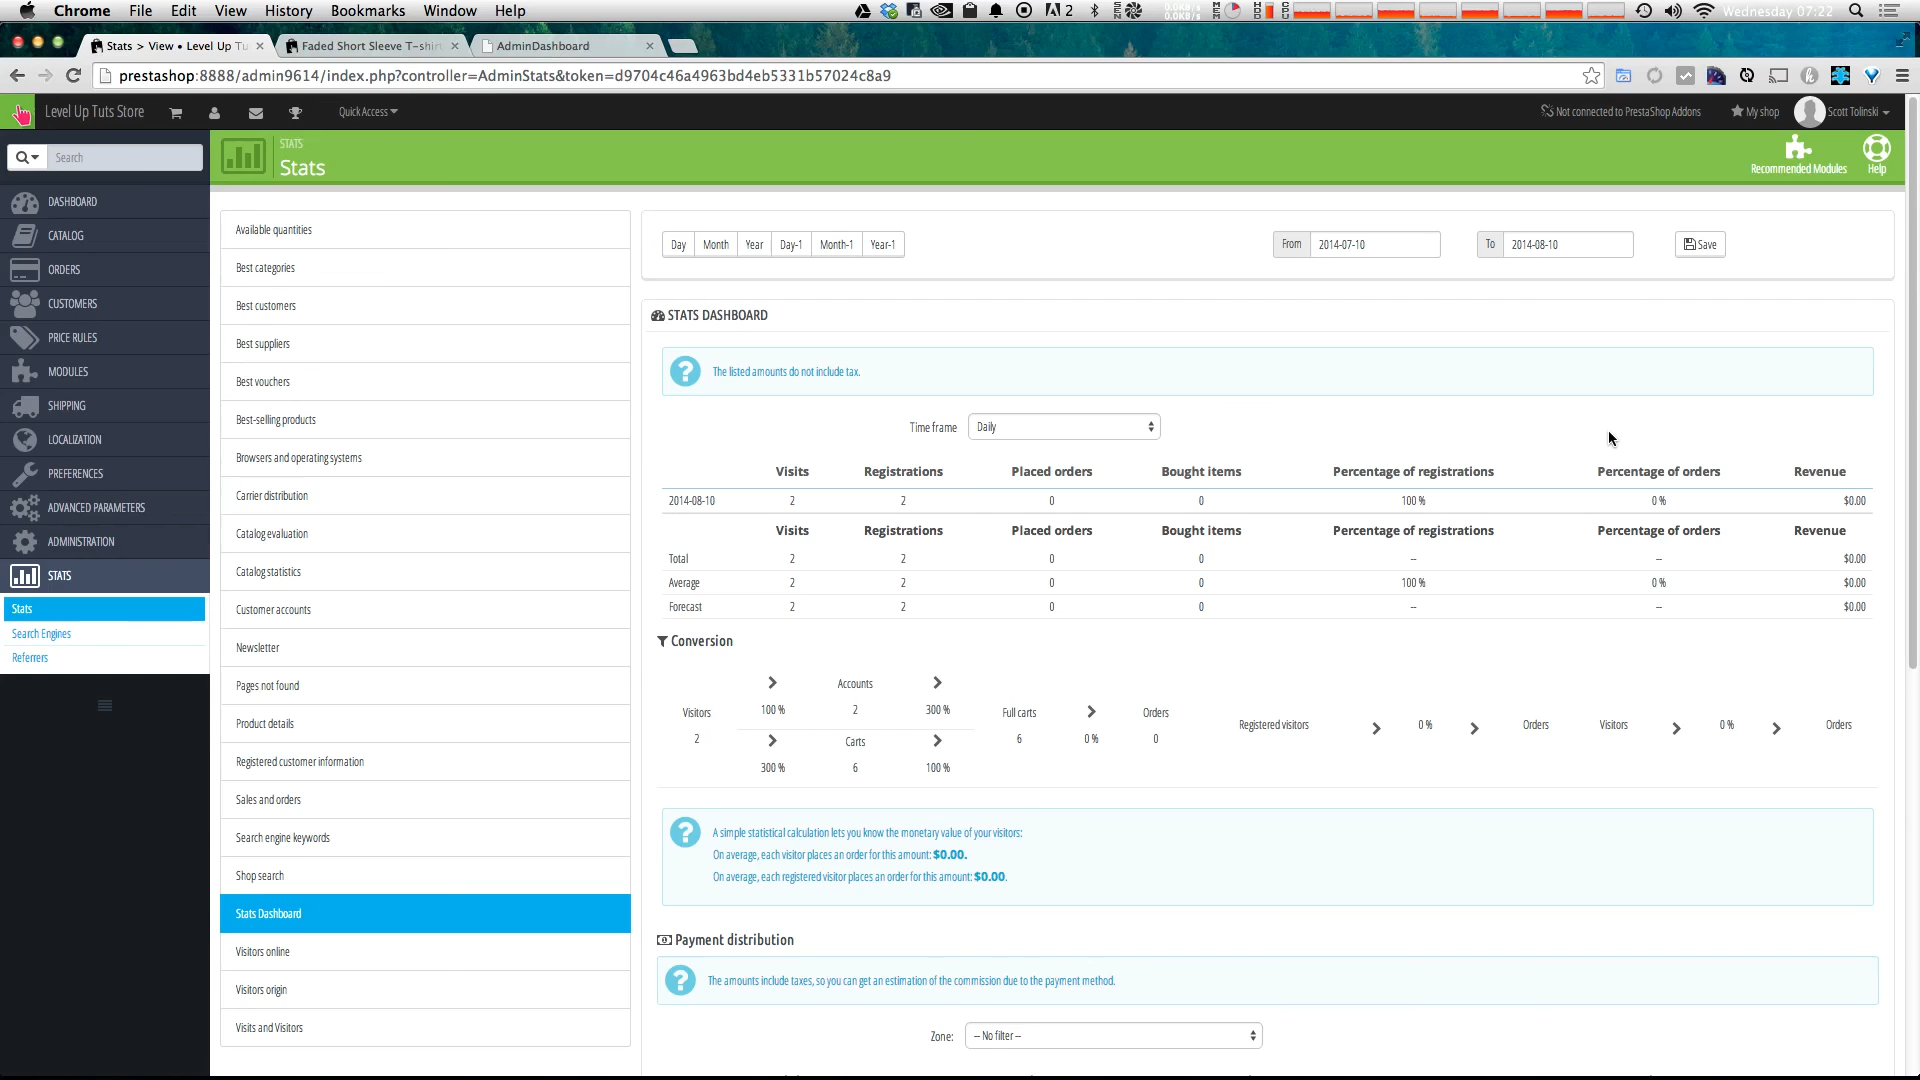 Chrome File Edit View History Bookmarks Window Help
2
Wednesday 07:22
Stats > View • Level Up Tu
Faded Short Sleeve T-shirt
AdminDashboard
prestashop:8888/admin9614/index.php?controller=AdminStats&token=d9704c46a4963bd4eb5331b57024c8a9
Level Up Tuts Store
Quick Access
Not connected to PrestaShop Addons
My shop
Scott Tolinski
Search
STATS
Stats
Recommended Modules
Help
DASHBOARD
CATALOG
ORDERS
CUSTOMERS
PRICE RULES
MODULES
SHIPPING
LOCALIZATION
PREFERENCES
ADVANCED PARAMETERS
ADMINISTRATION
STATS
Stats
Search Engines
Referrers
Available quantities
Best categories
Best customers
Best suppliers
Best vouchers
Best-selling products
Browsers and operating systems
Carrier distribution
Catalog evaluation
Catalog statistics
Customer accounts
Newsletter
Pages not found
Product details
Registered customer information
Sales and orders
Search engine keywords
Shop search
Stats Dashboard
Visitors online
Visitors origin
Visits and Visitors
Day Month Year Day-1 Month-1 Year-1
From 2014-07-10
To 2014-08-10
Save
STATS DASHBOARD
The listed amounts do not include tax.
Time frame Daily
Visits Registrations Placed orders Bought items Percentage of registrations Percentage of orders Revenue
2014-08-10 2 2 0 0 100 % 0 % $0.00
Visits Registrations Placed orders Bought items Percentage of registrations Percentage of orders Revenue
Total 2 2 0 0 -- -- $0.00
Average 2 2 0 0 100 % 0 % $0.00
Forecast 2 2 0 0 -- -- $0.00
Conversion
Accounts
100 % 2 300 %
Visitors Full carts Orders
2 6 0 % 0
Carts
300 % 6 100 %
Registered visitors 0 % Orders Visitors 0 % Orders
A simple statistical calculation lets you know the monetary value of your visitors:
On average, each visitor places an order for this amount: $0.00.
On average, each registered visitor places an order for this amount: $0.00.
Payment distribution
The amounts include taxes, so you can get an estimation of the commission due to the payment method.
Zone: -- No filter --